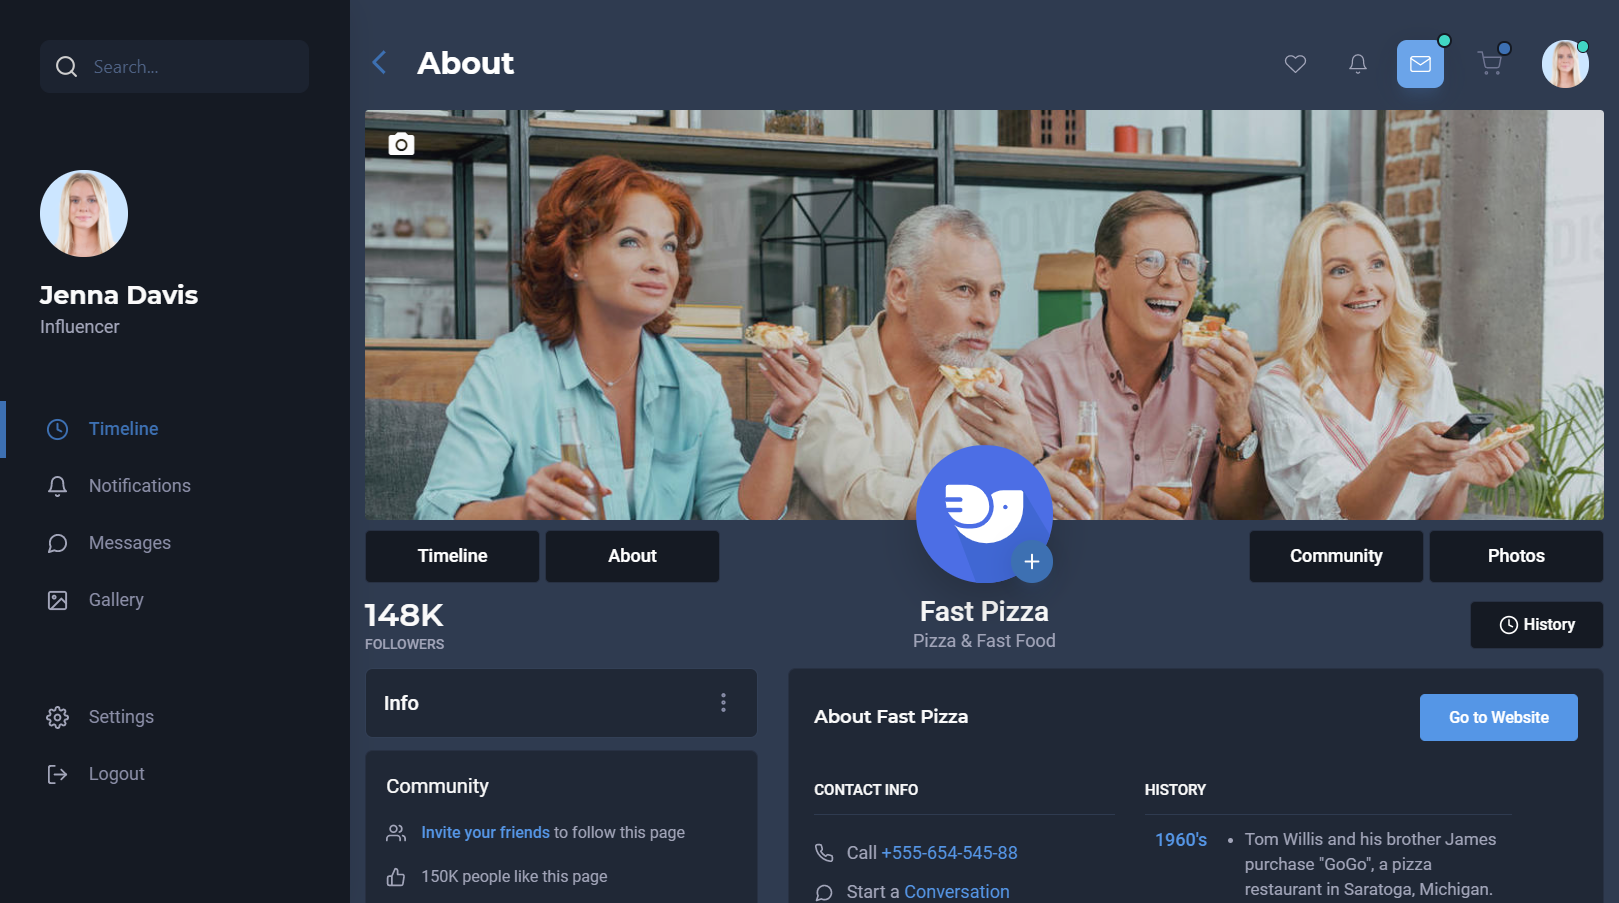 Search...
About
Jenna Davis
Influencer
Timeline
Notifications
Messages
Gallery
Settings
Logout
Timeline
About
Community
Photos
148K
FOLLOWERS
Fast Pizza
Pizza & Fast Food
History
Info
Community
Invite your friends to follow this page
150K people like this page
About Fast Pizza
Go to Website
CONTACT INFO
Call +555-654-545-88
Start a Conversation
HISTORY
1960's
• Tom Willis and his brother James
purchase "GoGo", a pizza
restaurant in Saratoga, Michigan.